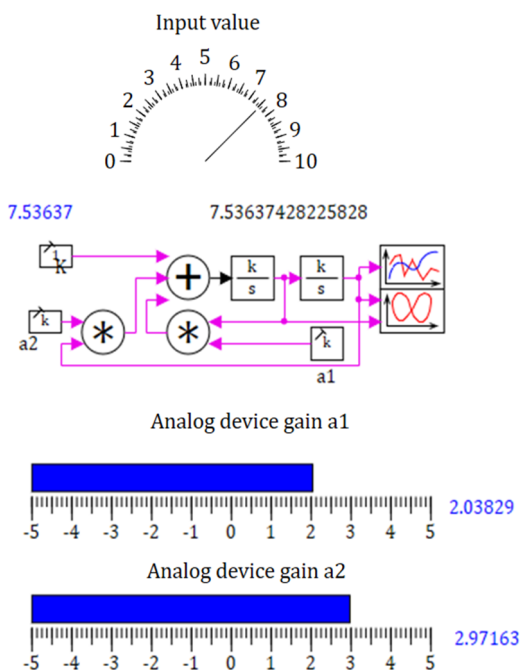 Input value
0 1 2 3 4 5 6 7 8 9 10
7.53637 7.53637428225828
1
K
k
s
k
s
k
a2
*
+
*
k
a1
Analog device gain a1
-5 -4 -3 -2 -1 0 1 2 3 4 5
2.03829
Analog device gain a2
-5 -4 -3 -2 -1 0 1 2 3 4 5
2.97163